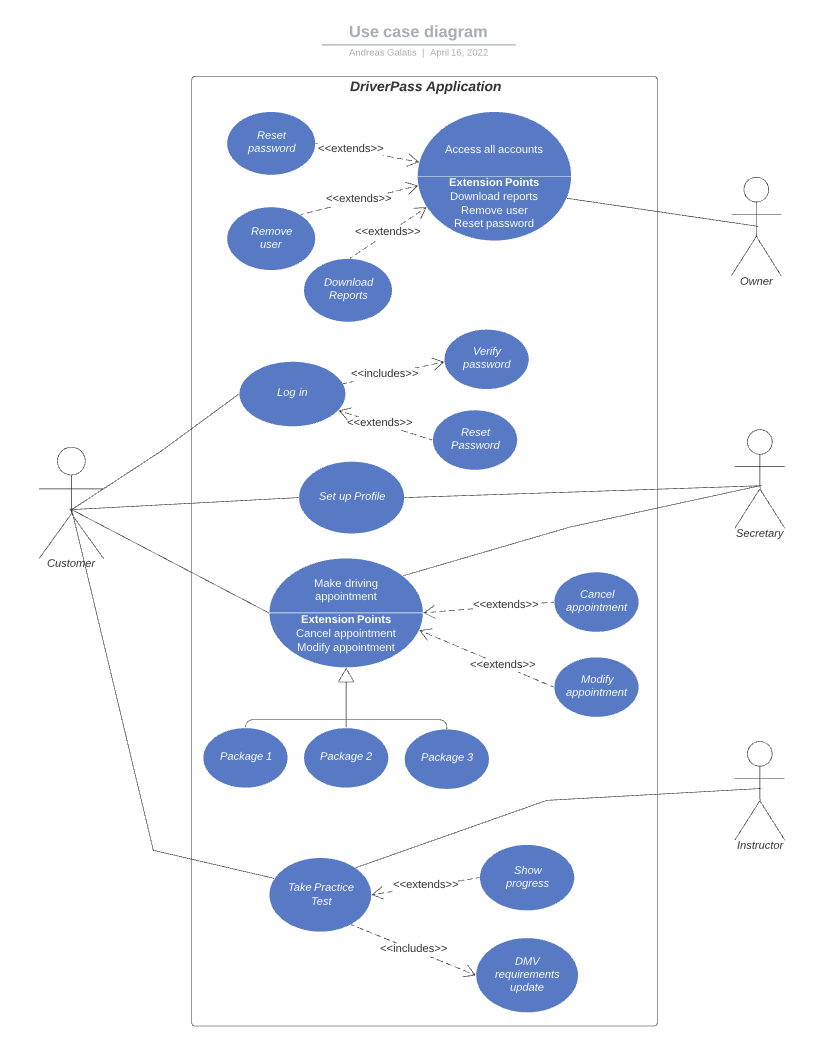 Use case diagram
Andreas Galatis | April 16, 2022
DriverPass Application
Reset
password
<<extends>>
Access all accounts
Extension Points
Download reports
Remove user
Reset password
<<extends>>
Remove
user
<<extends>>
Download
Reports
Owner
Log in
<<includes>>
Verify
password
<<extends>>
Reset
Password
Set up Profile
Customer
Secretary
Make driving
appointment
Extension Points
Cancel appointment
Modify appointment
<<extends>>
Cancel
appointment
<<extends>>
Modify
appointment
Package 1
Package 2
Package 3
Instructor
Take Practice
Test
<<extends>>
Show
progress
<<includes>>
DMV
requirements
update